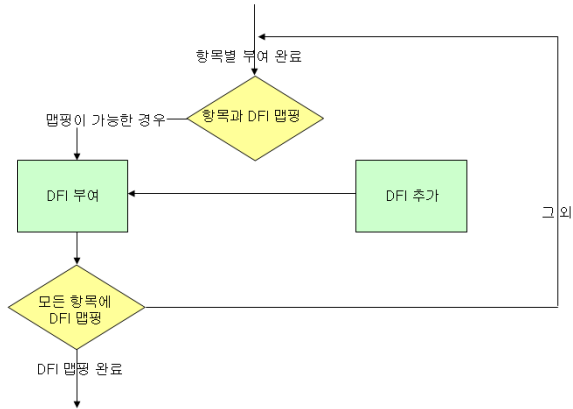 항목별 부여 완료
항목과 DFI 맵핑
맵핑이 가능한 경우
DFI 부여
DFI 추가
그 외
모든 항목에
DFI 맵핑
DFI 맵핑 완료